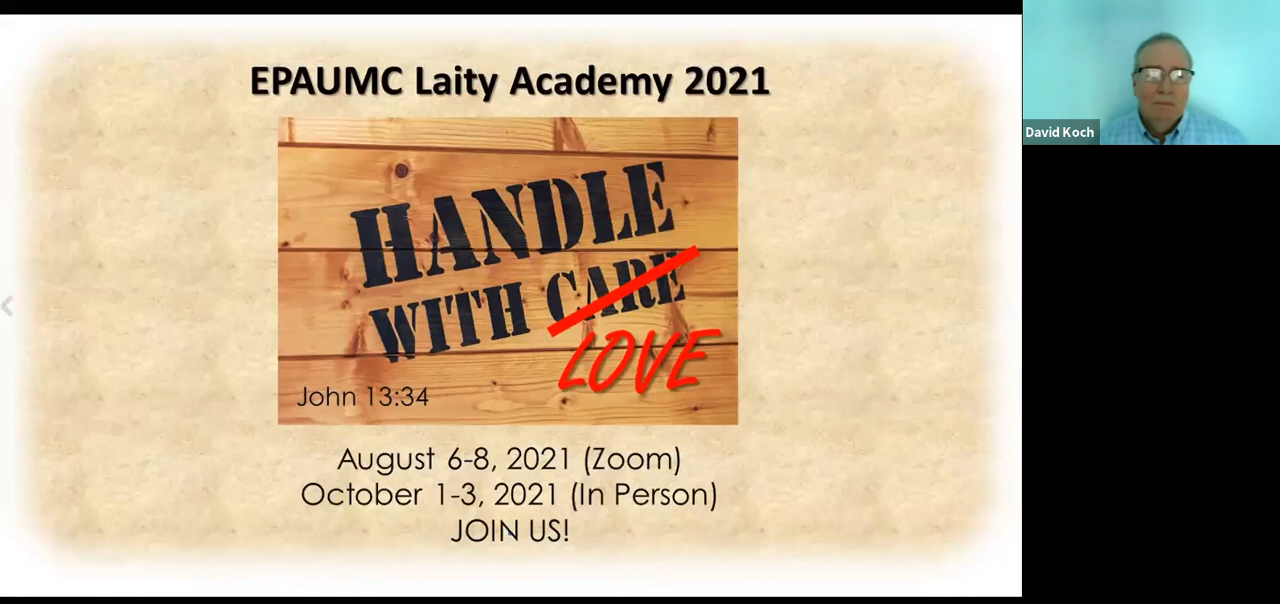 EPAUMC Laity Academy 2021
HANDLE
WITH CARE
LOVE
John 13:34
August 6-8, 2021 (Zoom)
October 1-3, 2021 (In Person)
JOIN US!
David Koch